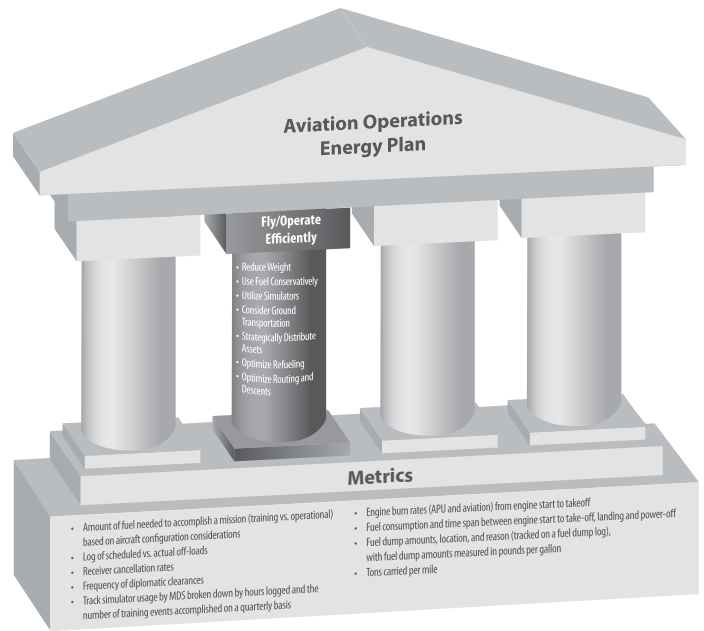 Aviation Operations
Energy Plan
Fly/Operate
Efficiently
• Reduce Weight
• Use Fuel Conservatively
• Utilize Simulators
• Consider Ground
Transportation
• Strategically Distribute
Assets
• Optimize Refueling
• Optimize Routing and
Descents
Metrics
• Amount of fuel needed to accomplish a mission (training vs. operational)
based on aircraft configuration considerations
• Log of scheduled vs. actual off-loads
• Receiver cancellation rates
• Frequency of diplomatic clearances
• Track simulator usage by MDS broken down by hours logged and the
number of training events accomplished on a quarterly basis
• Engine burn rates (APU and aviation) from engine start to takeoff
• Fuel consumption and time span between engine start to take-off, landing and power-off
• Fuel dump amounts, location, and reason (tracked on a fuel dump log),
with fuel dump amounts measured in pounds per gallon
• Tons carried per mile